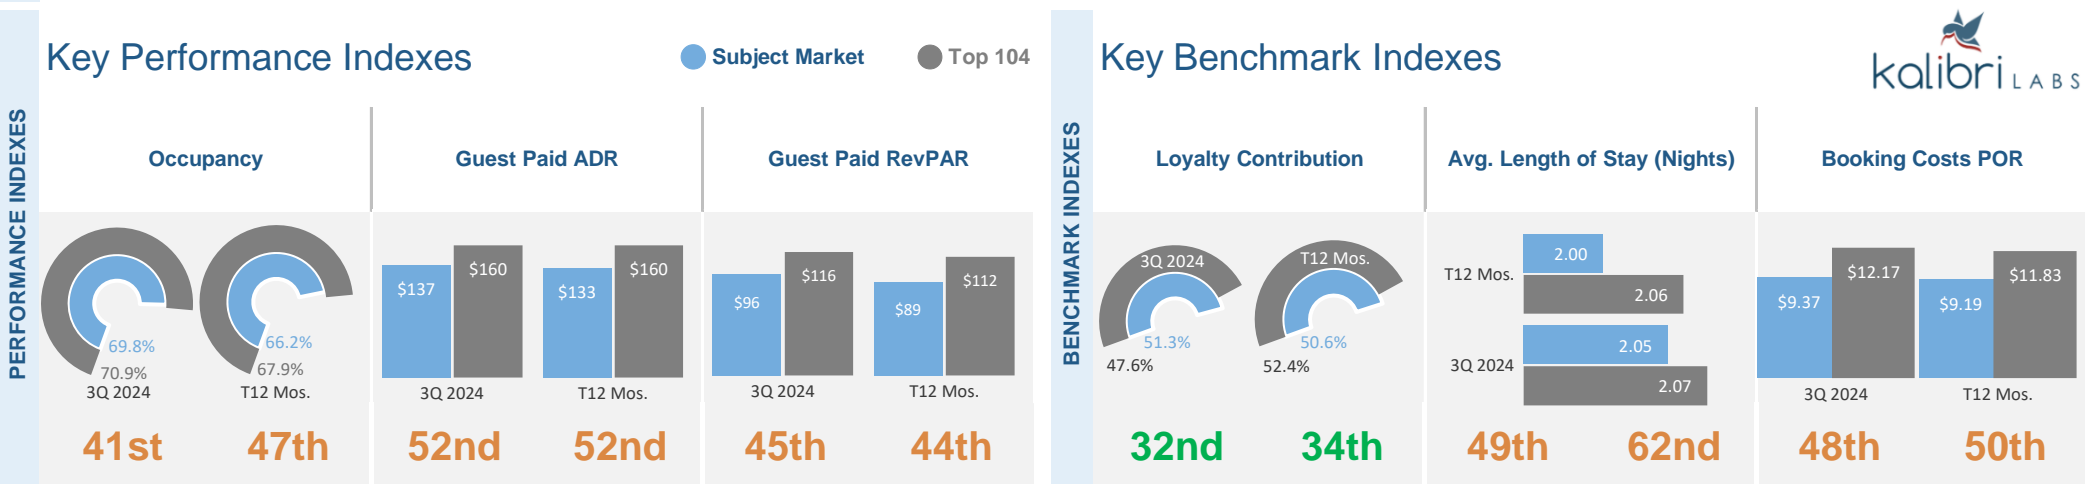 PERFORMANCE INDEXES
Key Performance Indexes
Subject Market
Top 104
Occupancy
Guest Paid ADR
Guest Paid RevPAR
69.8%
70.9%
3Q 2024
66.2%
67.9%
T12 Mos.
$137
$160
3Q 2024
$133
$160
T12 Mos.
$96
$116
3Q 2024
$89
$112
T12 Mos.
41st
47th
52nd
52nd
45th
44th
BENCHMARK INDEXES
Key Benchmark Indexes
kalibri LABS
Loyalty Contribution
Avg. Length of Stay (Nights)
Booking Costs POR
3Q 2024
51.3%
47.6%
T12 Mos.
50.6%
52.4%
T12 Mos.
2.00
2.06
3Q 2024
2.05
2.07
$9.37
$12.17
3Q 2024
$9.19
$11.83
T12 Mos.
32nd
34th
49th
62nd
48th
50th